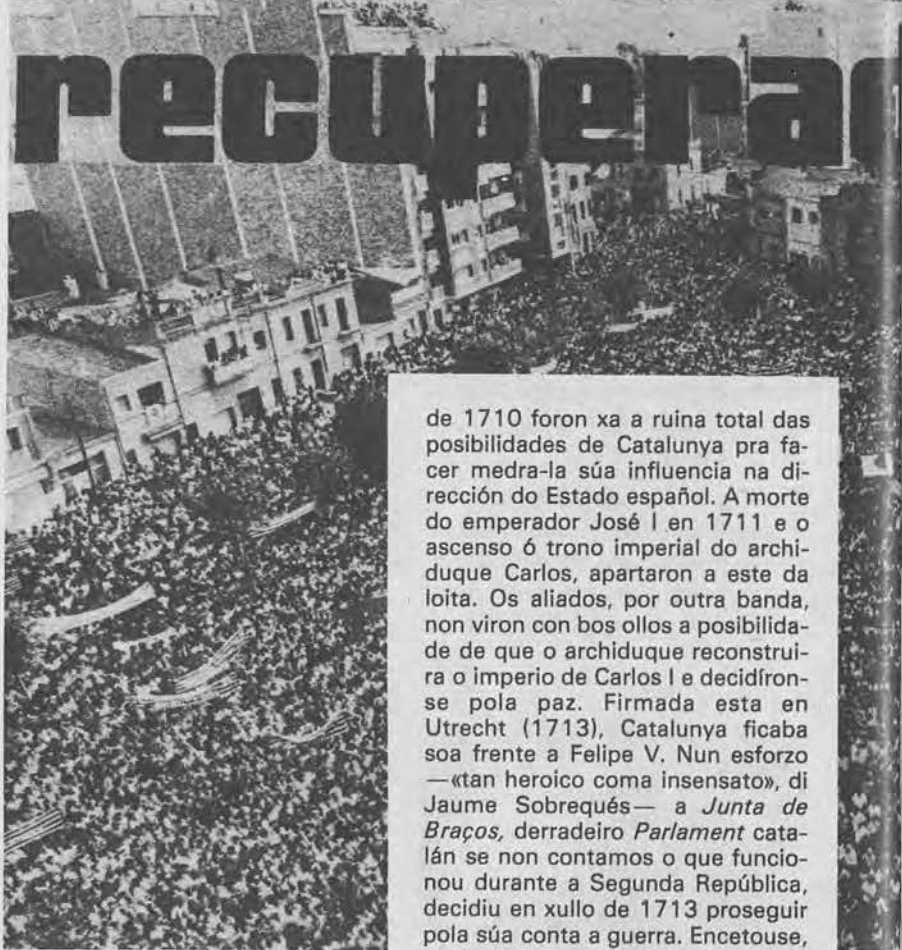 recuperac
de 1710 foron xa a ruina total das
posibilidades de Catalunya pra fa-
cer medra-la súa influencia na di-
rección do Estado español. A morte
do emperador José I en 1711 e o
ascenso ó trono imperial do archi-
duque Carlos, apartaron a este da
loita. Os aliados, por outra banda,
non viron con bos ollos a posibilida-
de de que o archiduque reconstrui-
ra o imperio de Carlos I e decidíron-
se pola paz. Firmada esta en
Utrecht (1713), Catalunya ficaba
soa frente a Felipe V. Nun esforzo
—«tan heroico coma insensato», di
Jaume Sobrequés— a Junta de
Braços, derradeiro Parlament cata-
lán se non contamos o que funcio-
nou durante a Segunda República,
decidiu en xullo de 1713 proseguir
pola súa conta a guerra. Encetouse,